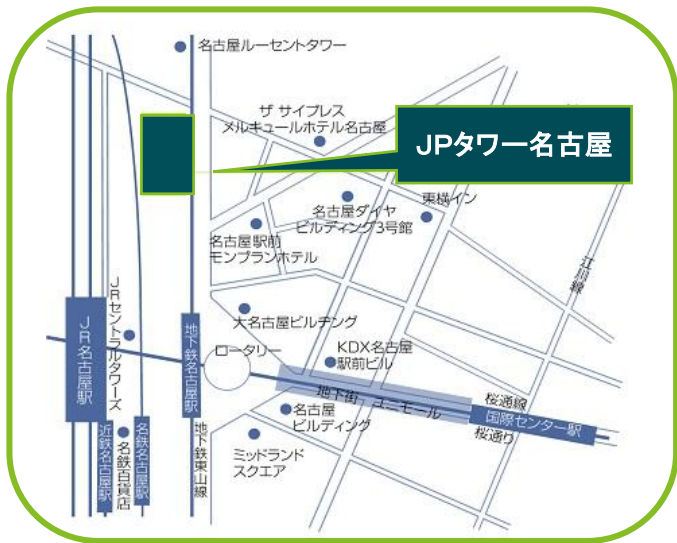 名古屋ルーセントタワー
ザ サイプレス
メルキュールホテル名古屋
JPタワー名古屋
名古屋ダイヤ
ビルディング3号館
東横イン
名古屋駅前
モンブランホテル
江川線
JRセントラルタワーズ
大名古屋ビルヂング
JR名古屋駅
地下鉄名古屋駅
ロータリー
KDX名古屋
駅前ビル
地下街 ユニモール
桜通線
国際センター駅
桜通り
名古屋
ビルディング
ミッドランド
スクエア
近鉄名古屋駅
名鉄百貨店
名鉄名古屋駅
地下鉄東山線